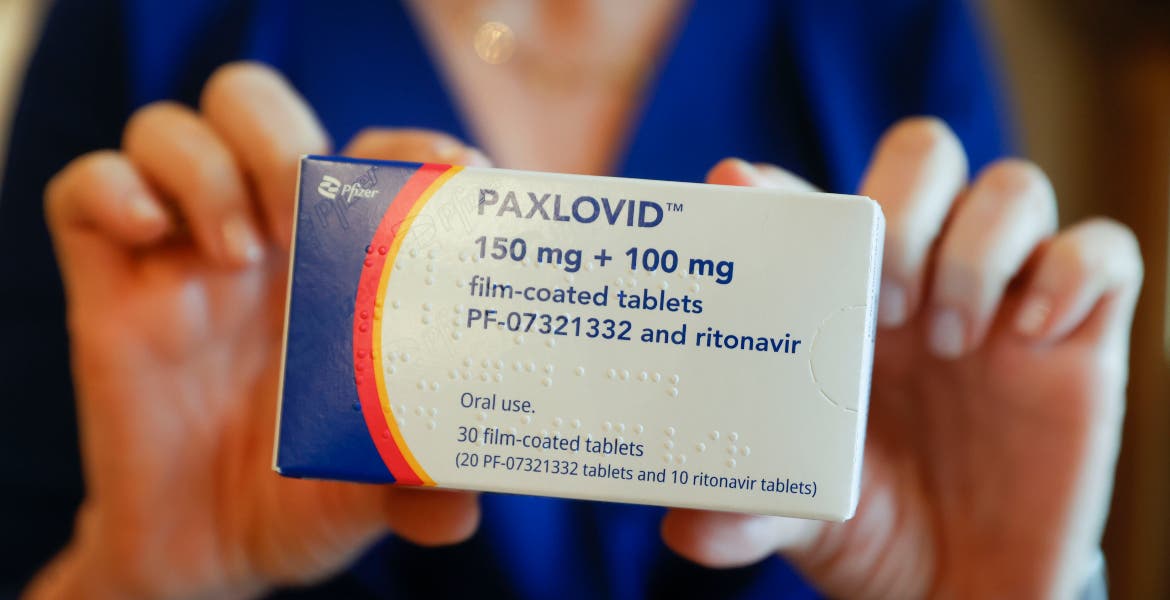 Pfizer
PAXLOVID™
150 mg + 100 mg
film-coated tablets
PF-07321332 and ritonavir
Oral use.
30 film-coated tablets
(20 PF-07321332 tablets and 10 ritonavir tablets)